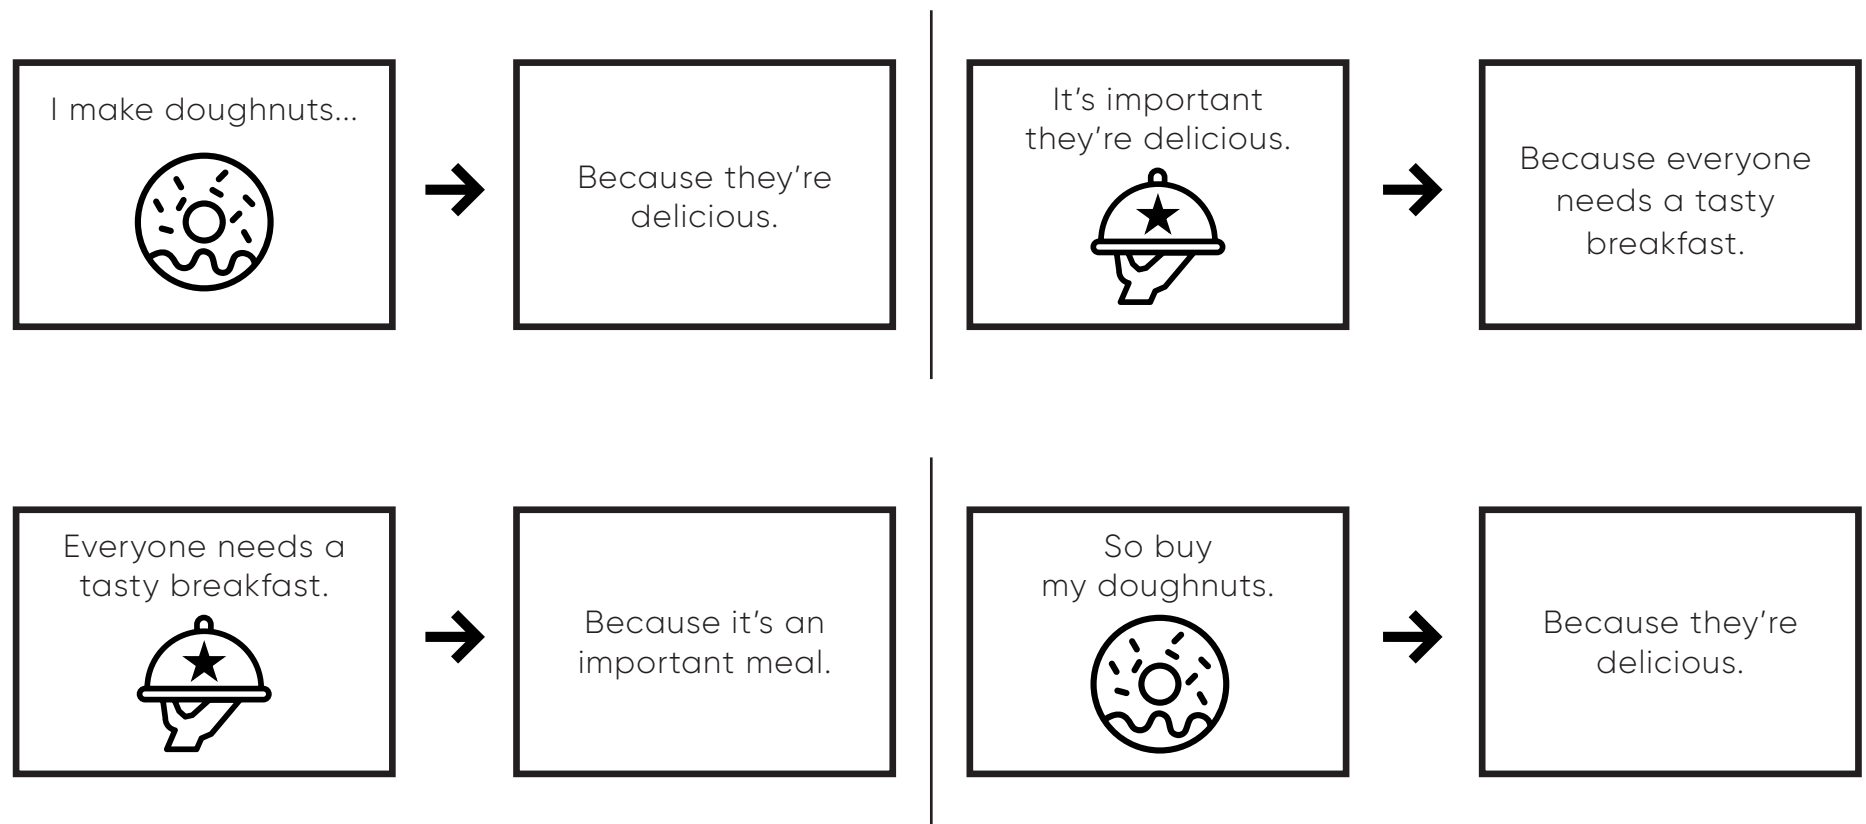 I make doughnuts...
Because they're
delicious.
It's important
they're delicious.
Because everyone
needs a tasty
breakfast.
Everyone needs a
tasty breakfast.
Because it's an
important meal.
So buy
my doughnuts.
Because they're
delicious.